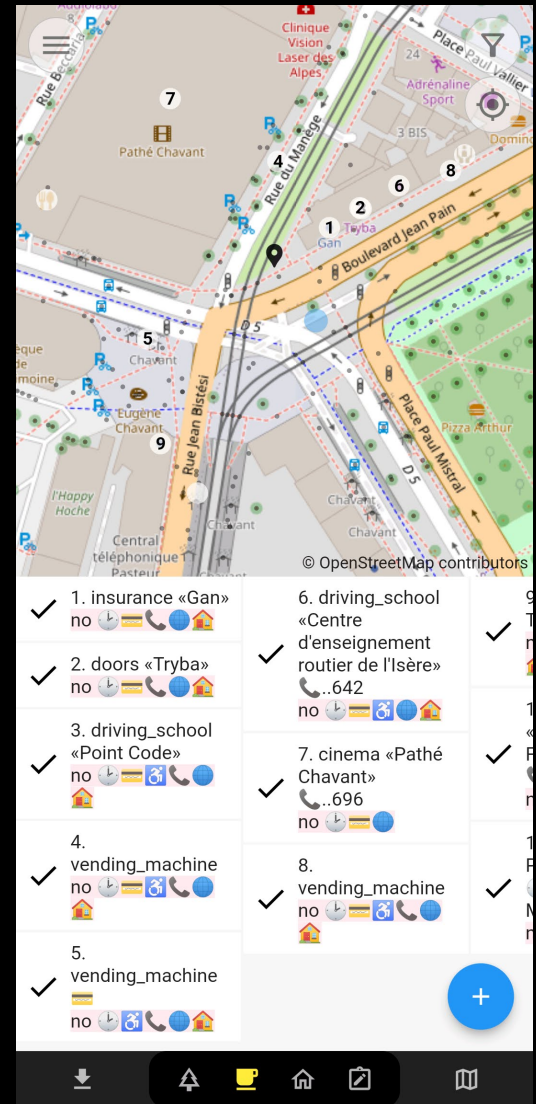 Rue Beccaria
Clinique
Vision
Laser des
Alpes
Place Paul Vallier
24
Adrénaline
Sport
7
Pathé Chavant
Rue du Manège
4
3 BIS
8
6
2
Tryba
1
Gan
Boulevard Jean Pain
D 5
5
Chavant
Eugène
Chavant
9
Rue Jean Bistési
Place Paul Mistral
Pizza Arthur
D 5
l'Happy
Hoche
Chavant
Chavant
Chavant
Central
téléphonique
Pasteur
© OpenStreetMap contributors
1. insurance «Gan»
no 🕒💳📞🌐🏠
2. doors «Tryba»
no 🕒💳📞🌐🏠
3. driving_school
«Point Code»
no 🕒💳♿📞🌐
🏠
4.
vending_machine
no 🕒💳♿📞🌐
🏠
5.
vending_machine
💳
no 🕒♿📞🌐🏠
6. driving_school
«Centre
d'enseignement
routier de l'Isère»
📞..642
no 🕒💳♿🌐🏠
7. cinema «Pathé
Chavant»
📞..696
no 🕒💳🌐
8.
vending_machine
no 🕒💳♿📞🌐
🏠